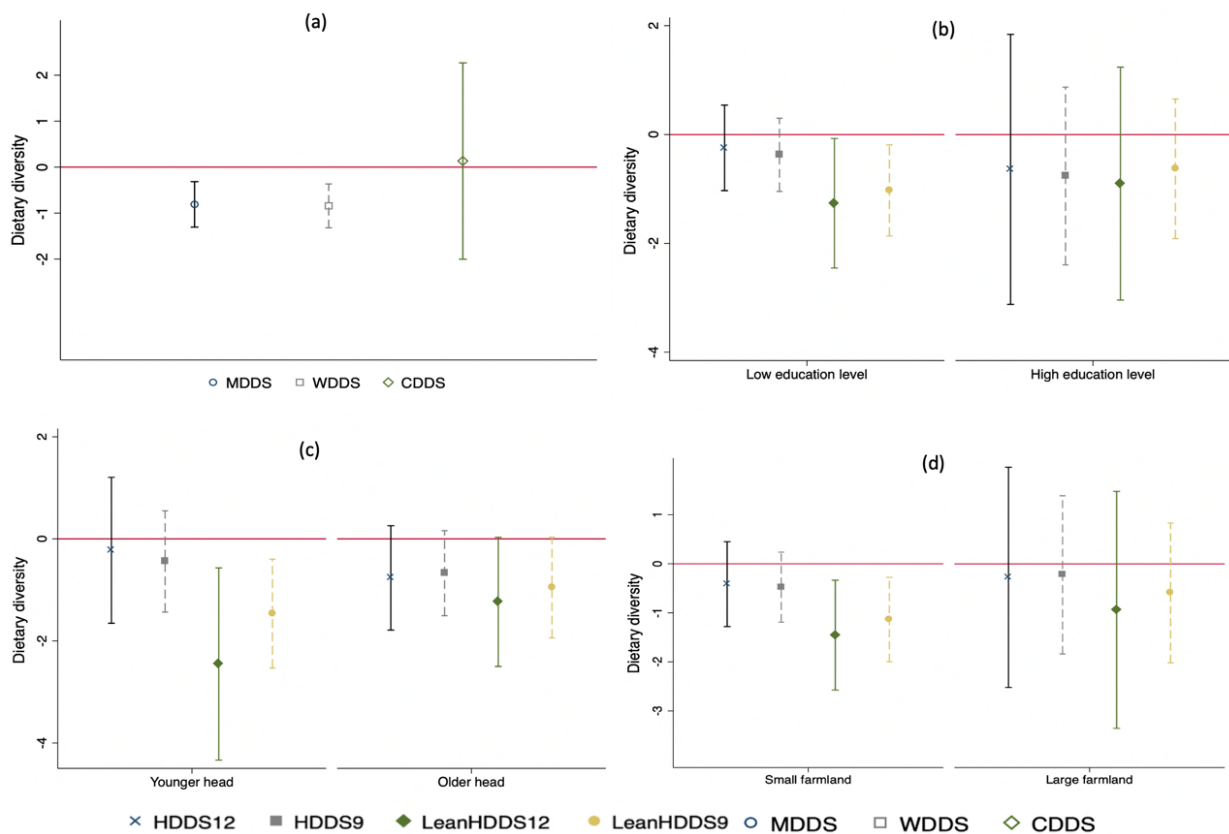 (a)
Dietary diversity
2
1
0
-1
-2
MDDS WDDS CDDS
(b)
Dietary diversity
2
0
-2
-4
Low education level High education level
(c)
Dietary diversity
2
0
-2
-4
Younger head Older head
(d)
Dietary diversity
1
0
-1
-2
-3
Small farmland Large farmland
HDDS12 HDDS9 LeanHDDS12 LeanHDDS9 MDDS WDDS CDDS